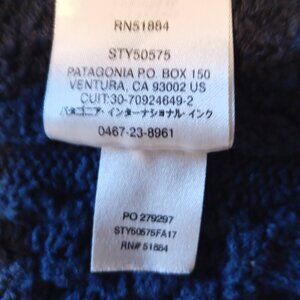 RN51884
STY50575
PATAGONIA P.O. BOX 150
VENTURA, CA 93002 US
CUIT:30-70924649-2
パタゴニア・インターナショナル・インク
0467-23-8961
PO 279297
STY50575FA17
RN# 51884